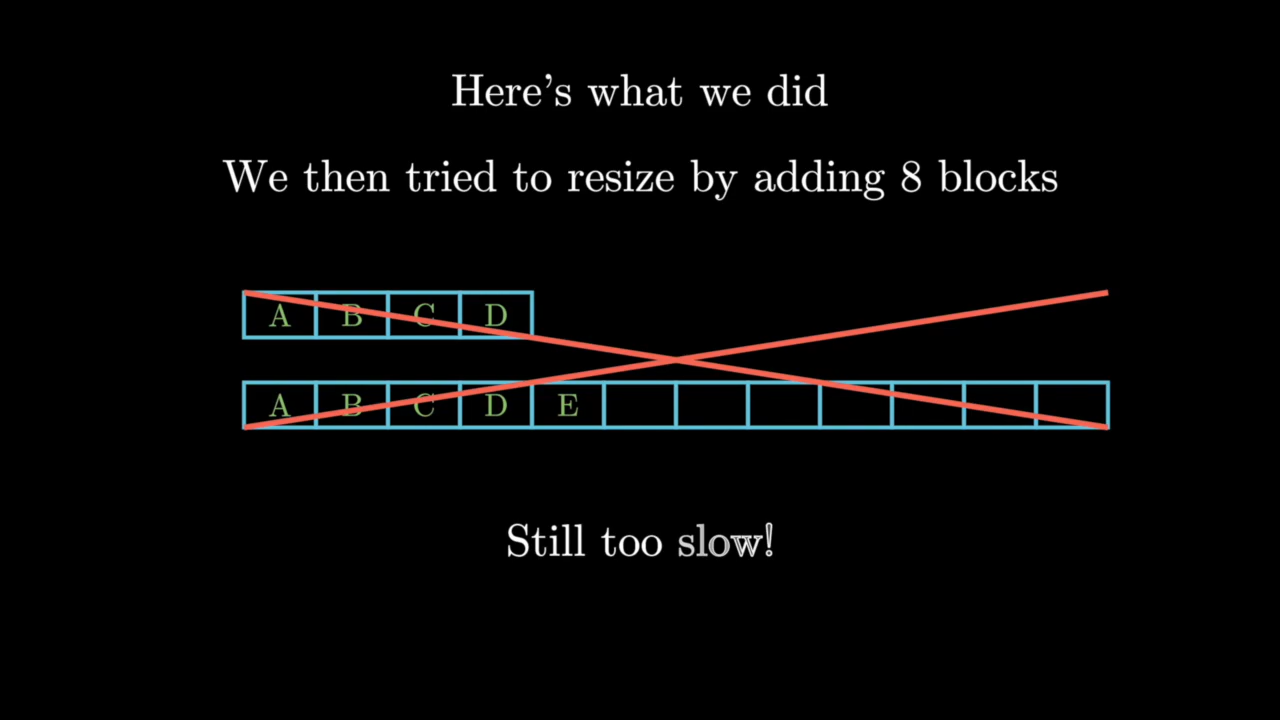 Here's what we did
We then tried to resize by adding 8 blocks
A B C D
A B C D E
Still too slow!